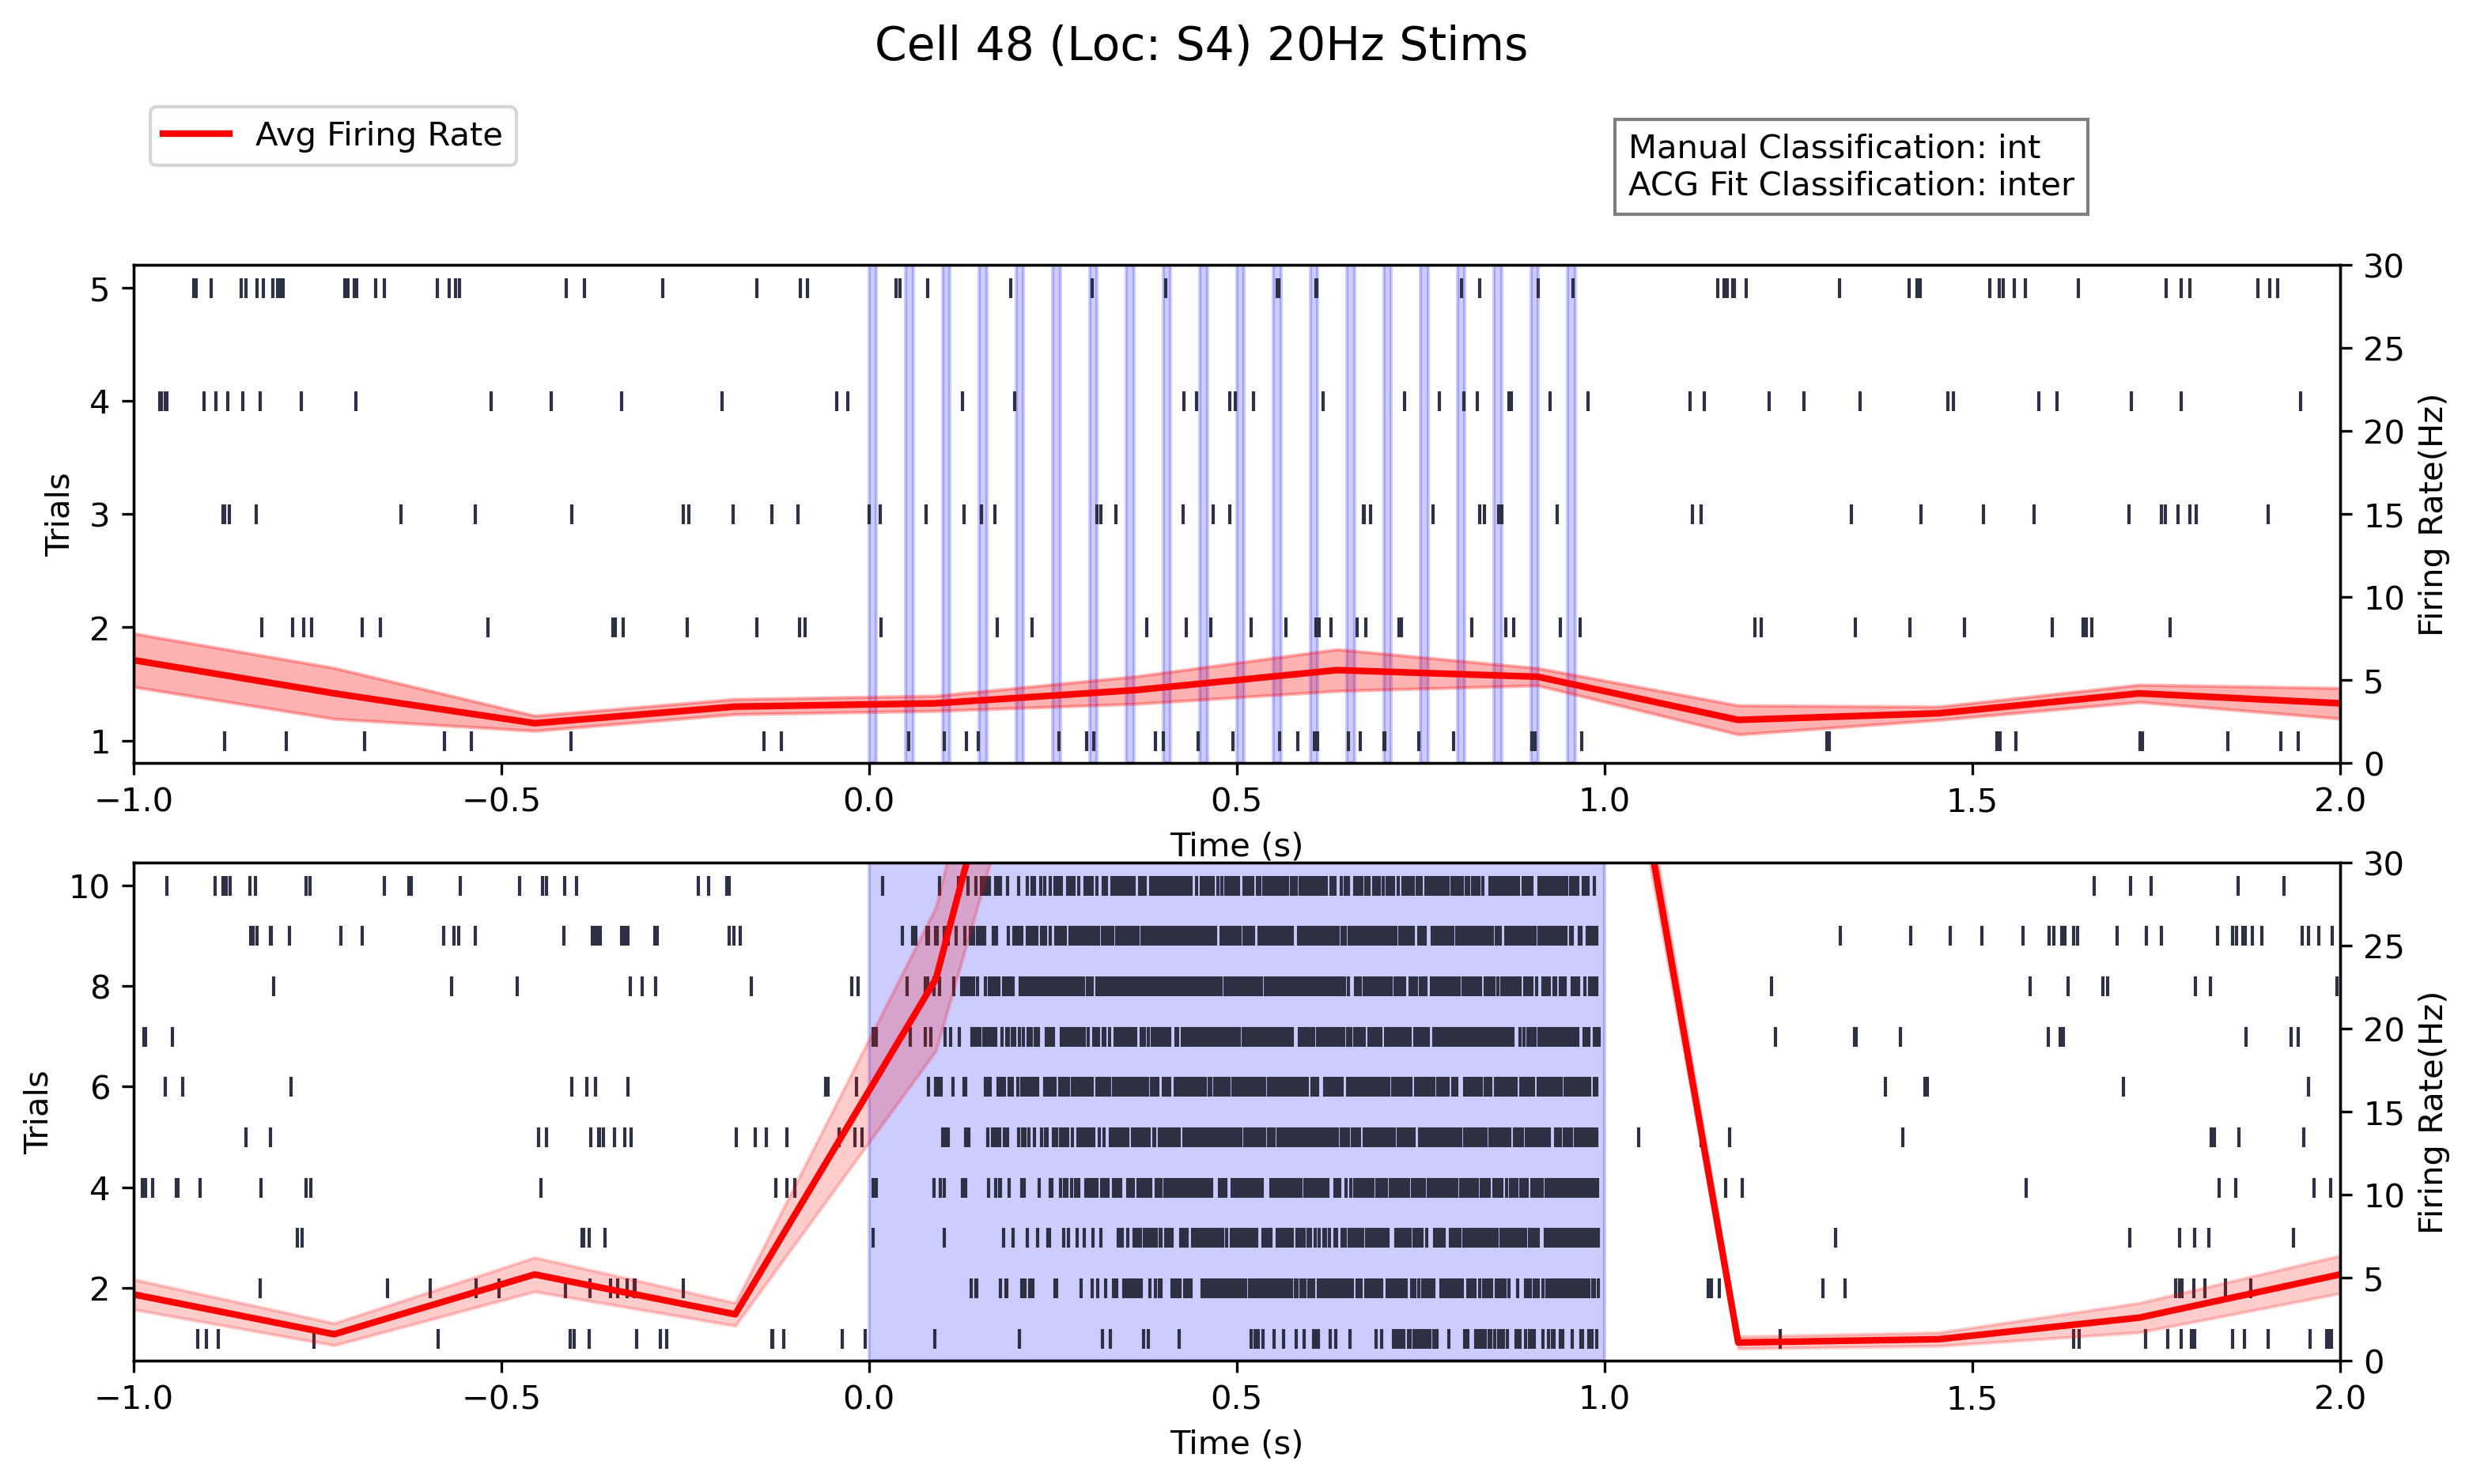 Cell 48 (Loc: S4) 20Hz Stims
Avg Firing Rate
Manual Classification: int
ACG Fit Classification: inter
5
4
3
2
1
Trials
30
25
20
15
10
5
0
Firing Rate(Hz)
−1.0 −0.5 0.0 0.5 1.0 1.5 2.0
Time (s)
10
8
6
4
2
Trials
30
25
20
15
10
5
0
Firing Rate(Hz)
−1.0 −0.5 0.0 0.5 1.0 1.5 2.0
Time (s)